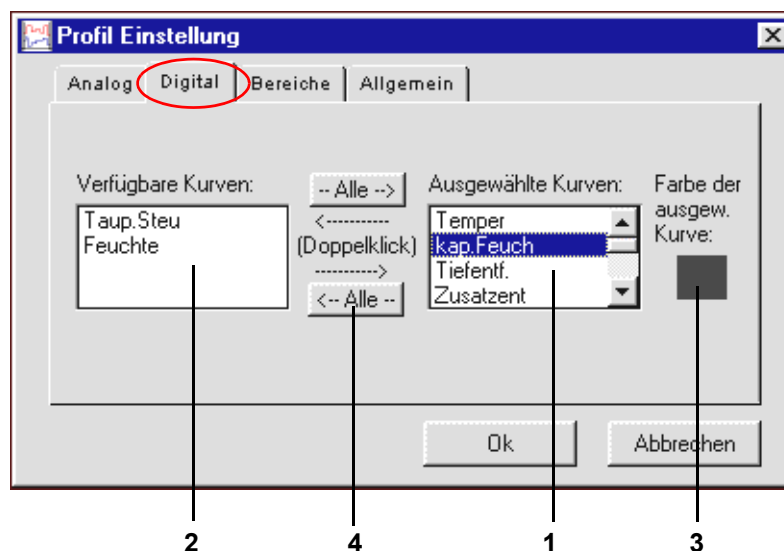 Profil Einstellung
Analog Digital Bereiche Allgemein
Verfügbare Kurven:
Taup.Steu
Feuchte
-- Alle -->
<-----------
(Doppelklick)
----------->
<-- Alle --
Ausgewählte Kurven:
Temper
kap.Feuch
Tiefentf.
Zusatzent
Farbe der
ausgew.
Kurve:
Ok Abbrechen
2 4 1 3